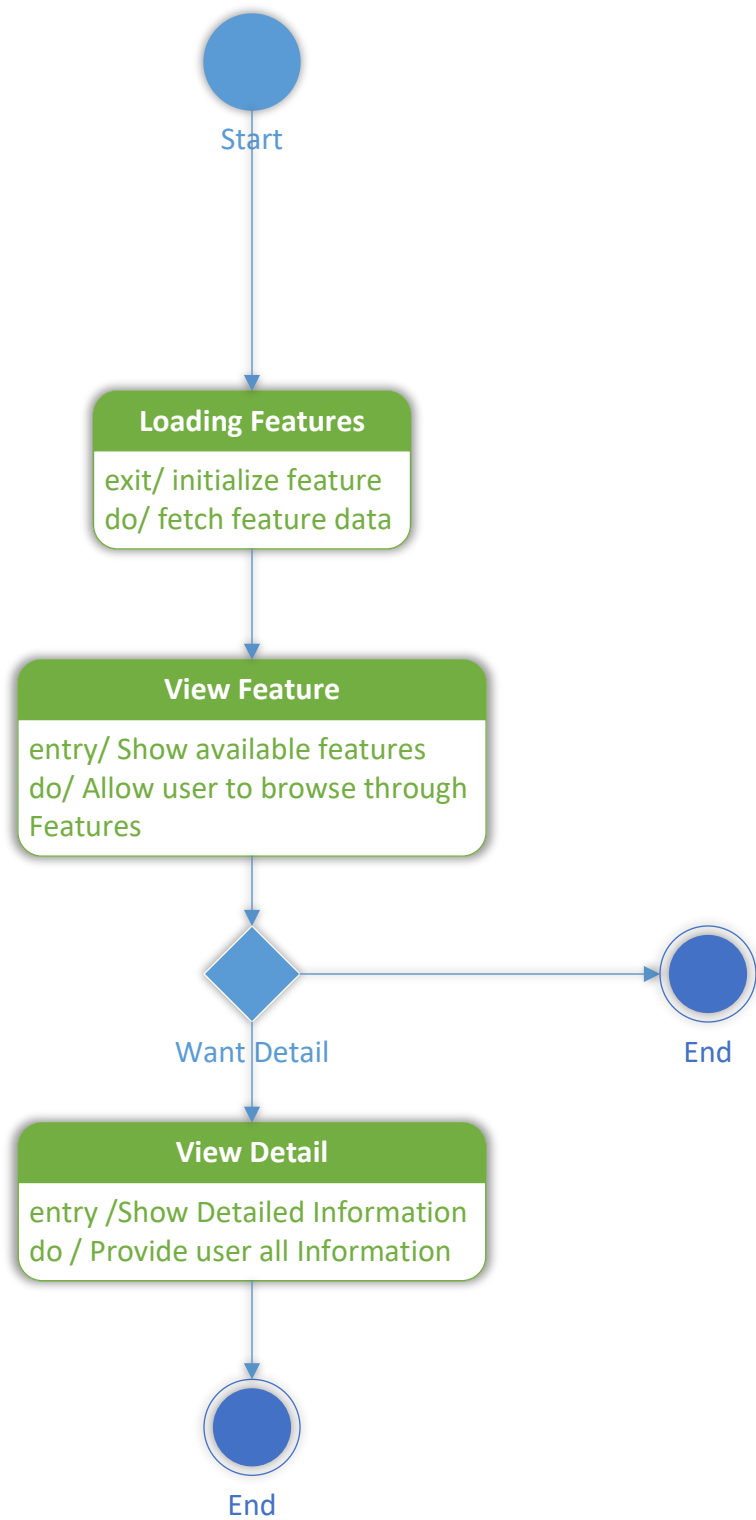 Start
Loading Features
exit/ initialize feature
do/ fetch feature data
View Feature
entry/ Show available features
do/ Allow user to browse through
Features
Want Detail
End
View Detail
entry /Show Detailed Information
do / Provide user all Information
End